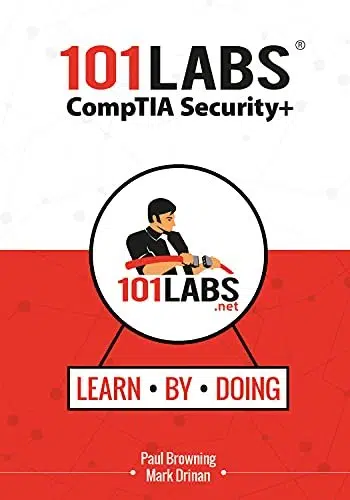 101LABS®
CompTIA Security+
101LABS
.net
LEARN • BY • DOING
Paul Browning
• Mark Drinan •